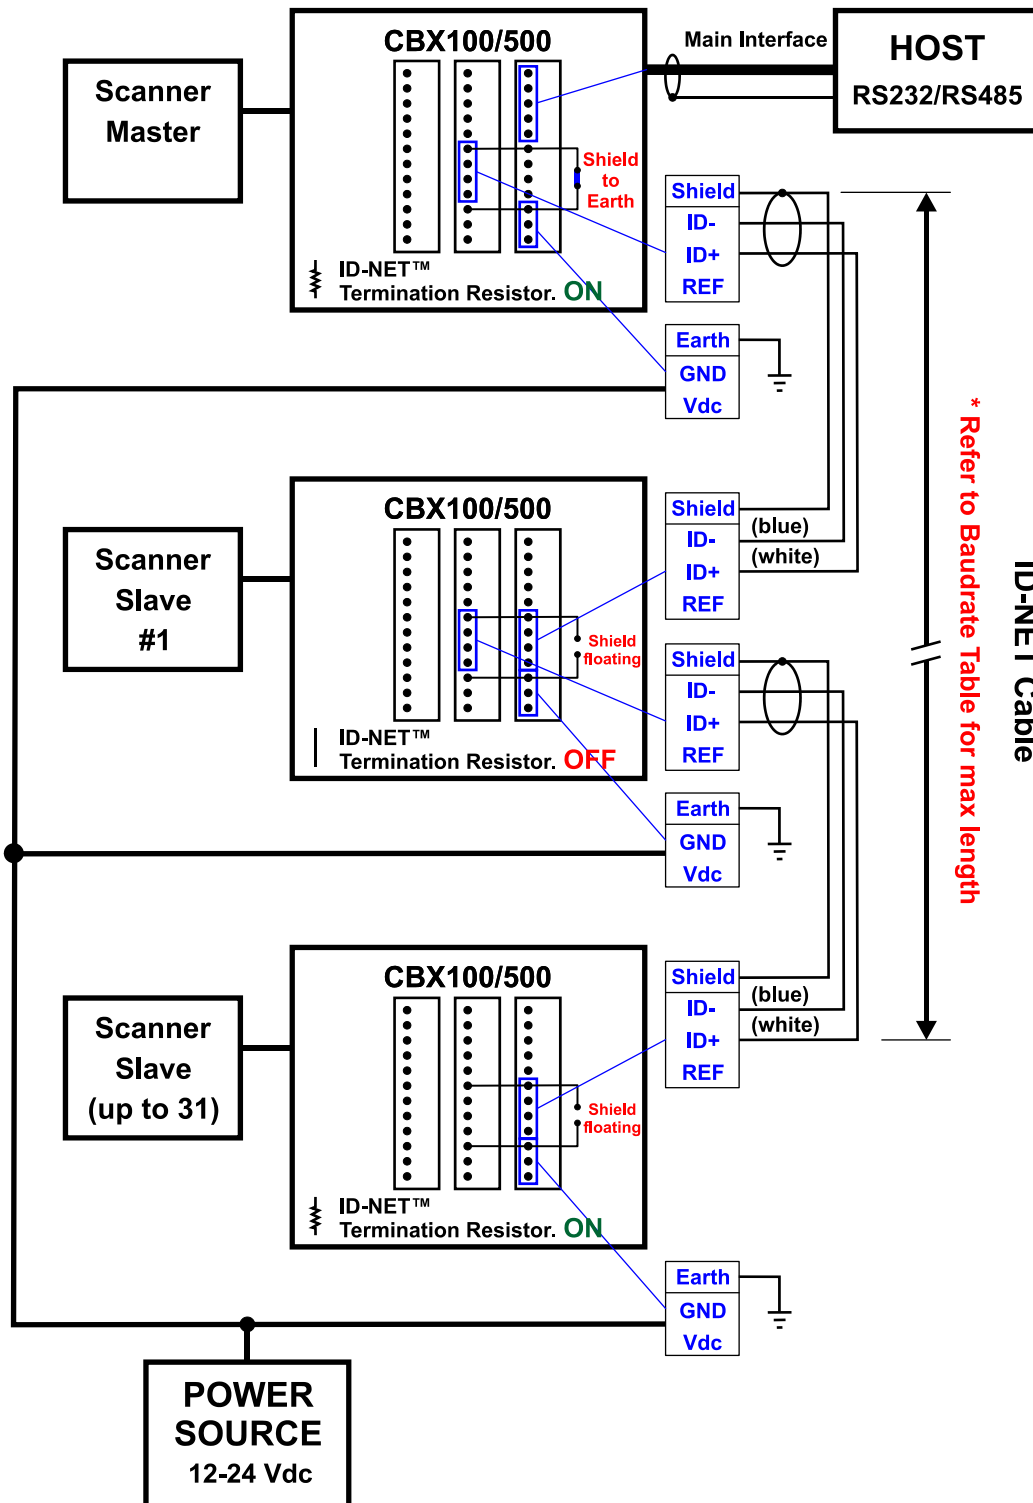 CBX100/500
Main Interface
HOST
RS232/RS485
Scanner
Master
Shield
to
Earth
Shield
ID-
ID+
REF
ID-NET™
Termination Resistor. ON
Earth
GND
Vdc
CBX100/500
Scanner
Slave
#1
Shield
ID-
ID+
REF
(blue)
(white)
Shield
floating
Shield
ID-
ID+
REF
ID-NET™
Termination Resistor. OFF
Earth
GND
Vdc
* Refer to Baudrate Table for max length
ID-NET Cable
CBX100/500
Scanner
Slave
(up to 31)
Shield
ID-
ID+
REF
(blue)
(white)
Shield
floating
ID-NET™
Termination Resistor. ON
Earth
GND
Vdc
POWER
SOURCE
12-24 Vdc